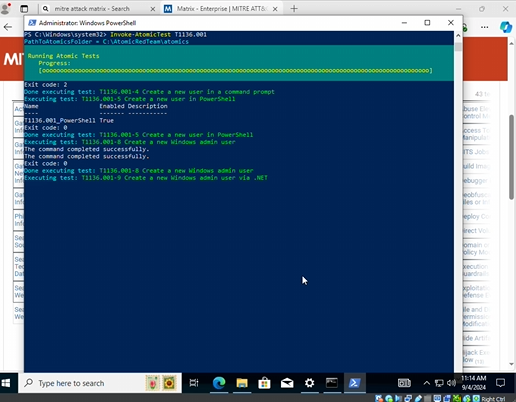 mitre attack matrix - Search
Matrix - Enterprise | MITRE ATT&
Administrator: Windows PowerShell
PS C:\Windows\system32> Invoke-AtomicTest T1136.001
PathToAtomicsFolder = C:\AtomicRedTeam\atomics
Running Atomic Tests
Progress:
Exit code: 2
Done executing test: T1136.001-4 Create a new user in a command prompt
Executing test: T1136.001-5 Create a new user in PowerShell
Name Enabled Description
---- ------- -----------
T1136.001_PowerShell True
Exit code: 0
Done executing test: T1136.001-5 Create a new user in PowerShell
Executing test: T1136.001-8 Create a new Windows admin user
The command completed successfully.
The command completed successfully.
Exit code: 0
Done executing test: T1136.001-8 Create a new Windows admin user
Executing test: T1136.001-9 Create a new Windows admin user via .NET
Type here to search
11:14 AM
9/4/2024
Right Ctrl